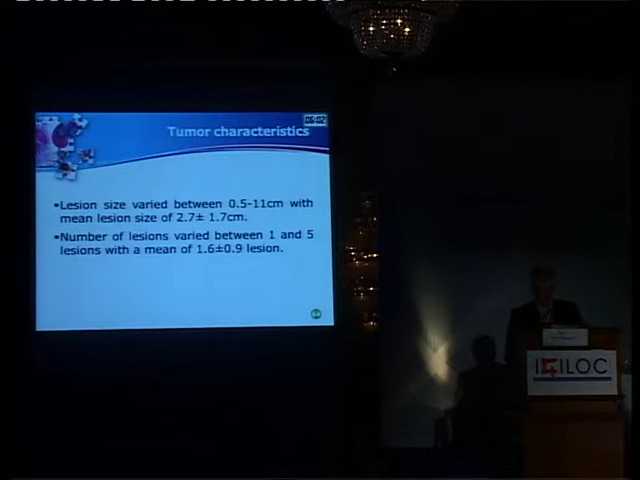 06:02
Tumor characteristics
▪Lesion size varied between 0.5-11cm with
mean lesion size of 2.7± 1.7cm.
▪Number of lesions varied between 1 and 5
lesions with a mean of 1.6±0.9 lesion.
ILOC